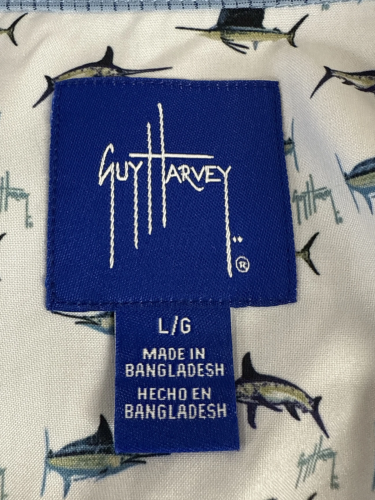 GUY HARVEY
®
L/G
MADE IN
BANGLADESH
HECHO EN
BANGLADESH